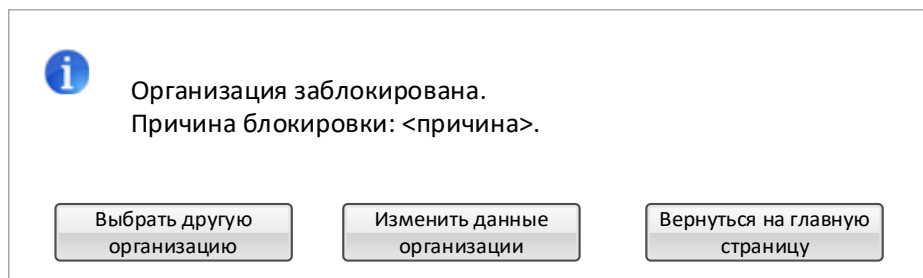 Организация заблокирована.
Причина блокировки: <причина>.
Выбрать другую
организацию
Изменить данные
организации
Вернуться на главную
страницу